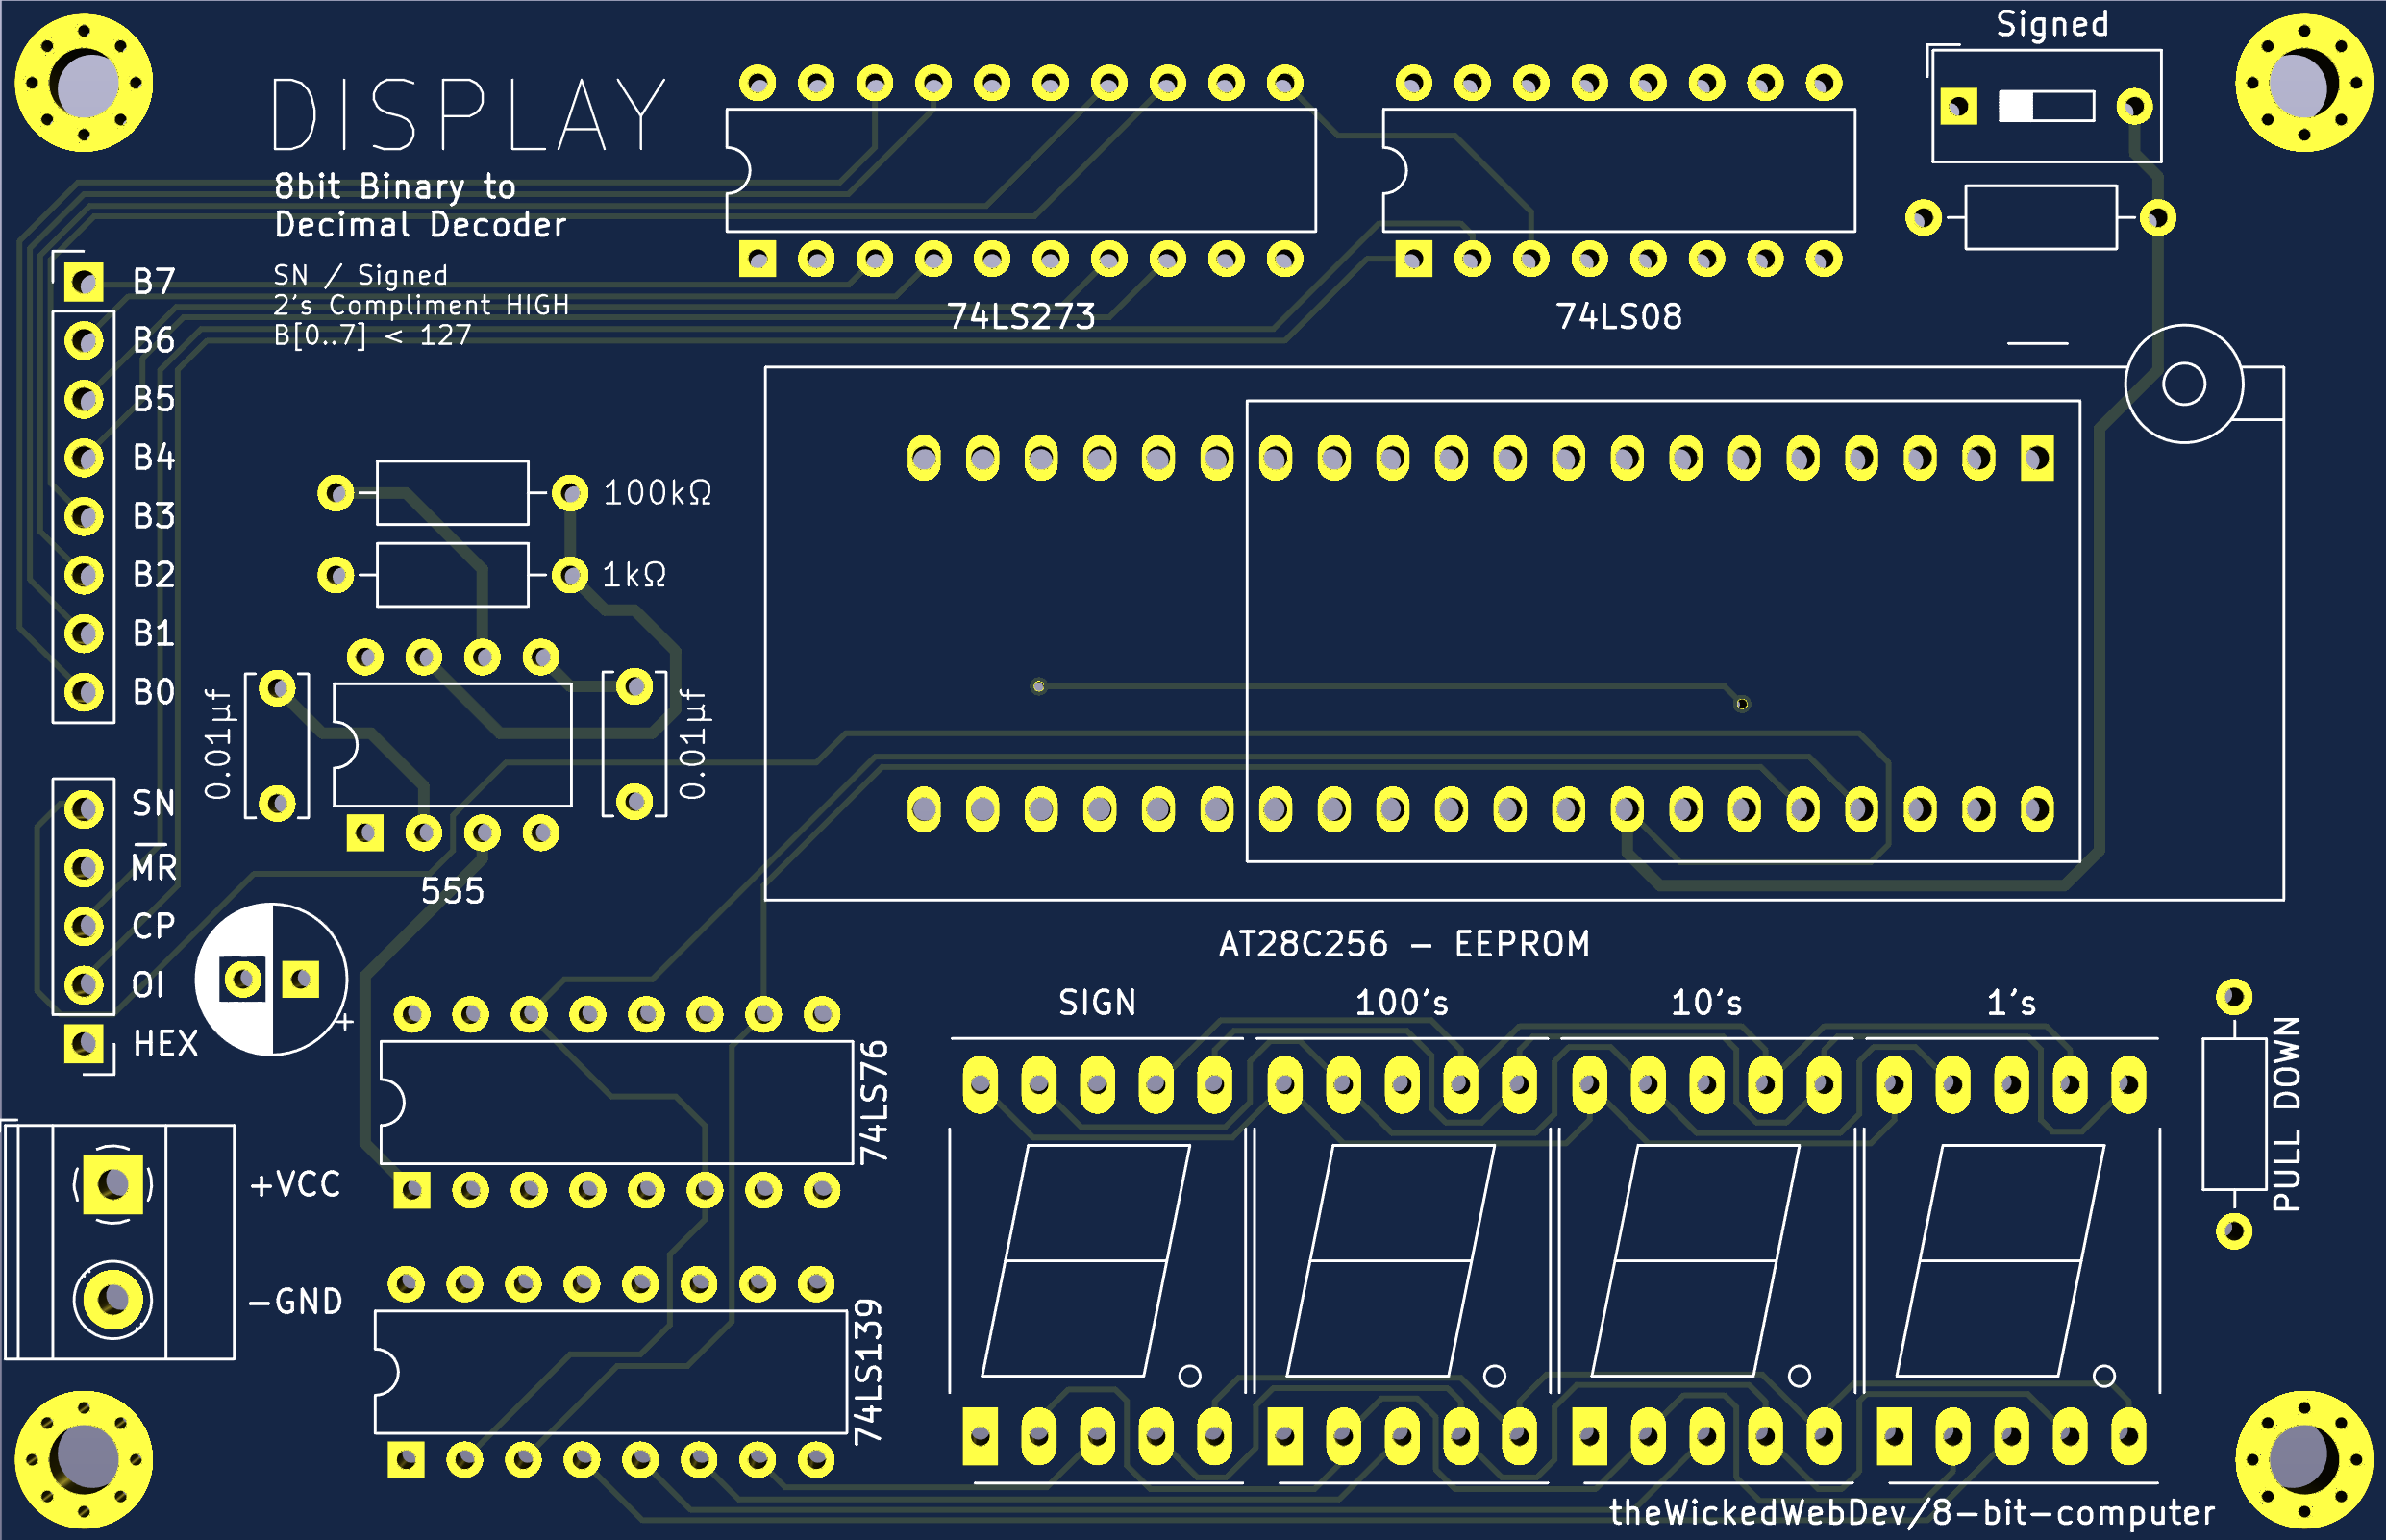 Signed
DISPLAY
8bit Binary to
Decimal Decoder
SN / Signed
2's Compliment HIGH
B[0..7] < 127
74LS273
74LS08
B7
B6
B5
B4
B3
B2
B1
B0
100kΩ
1kΩ
0.01µf
0.01µf
555
SN
M̅R̅
CP
OI
HEX
+
AT28C256 - EEPROM
SIGN
100's
10's
1's
74LS76
PULL DOWN
+VCC
-GND
74LS139
theWickedWebDev/8-bit-computer